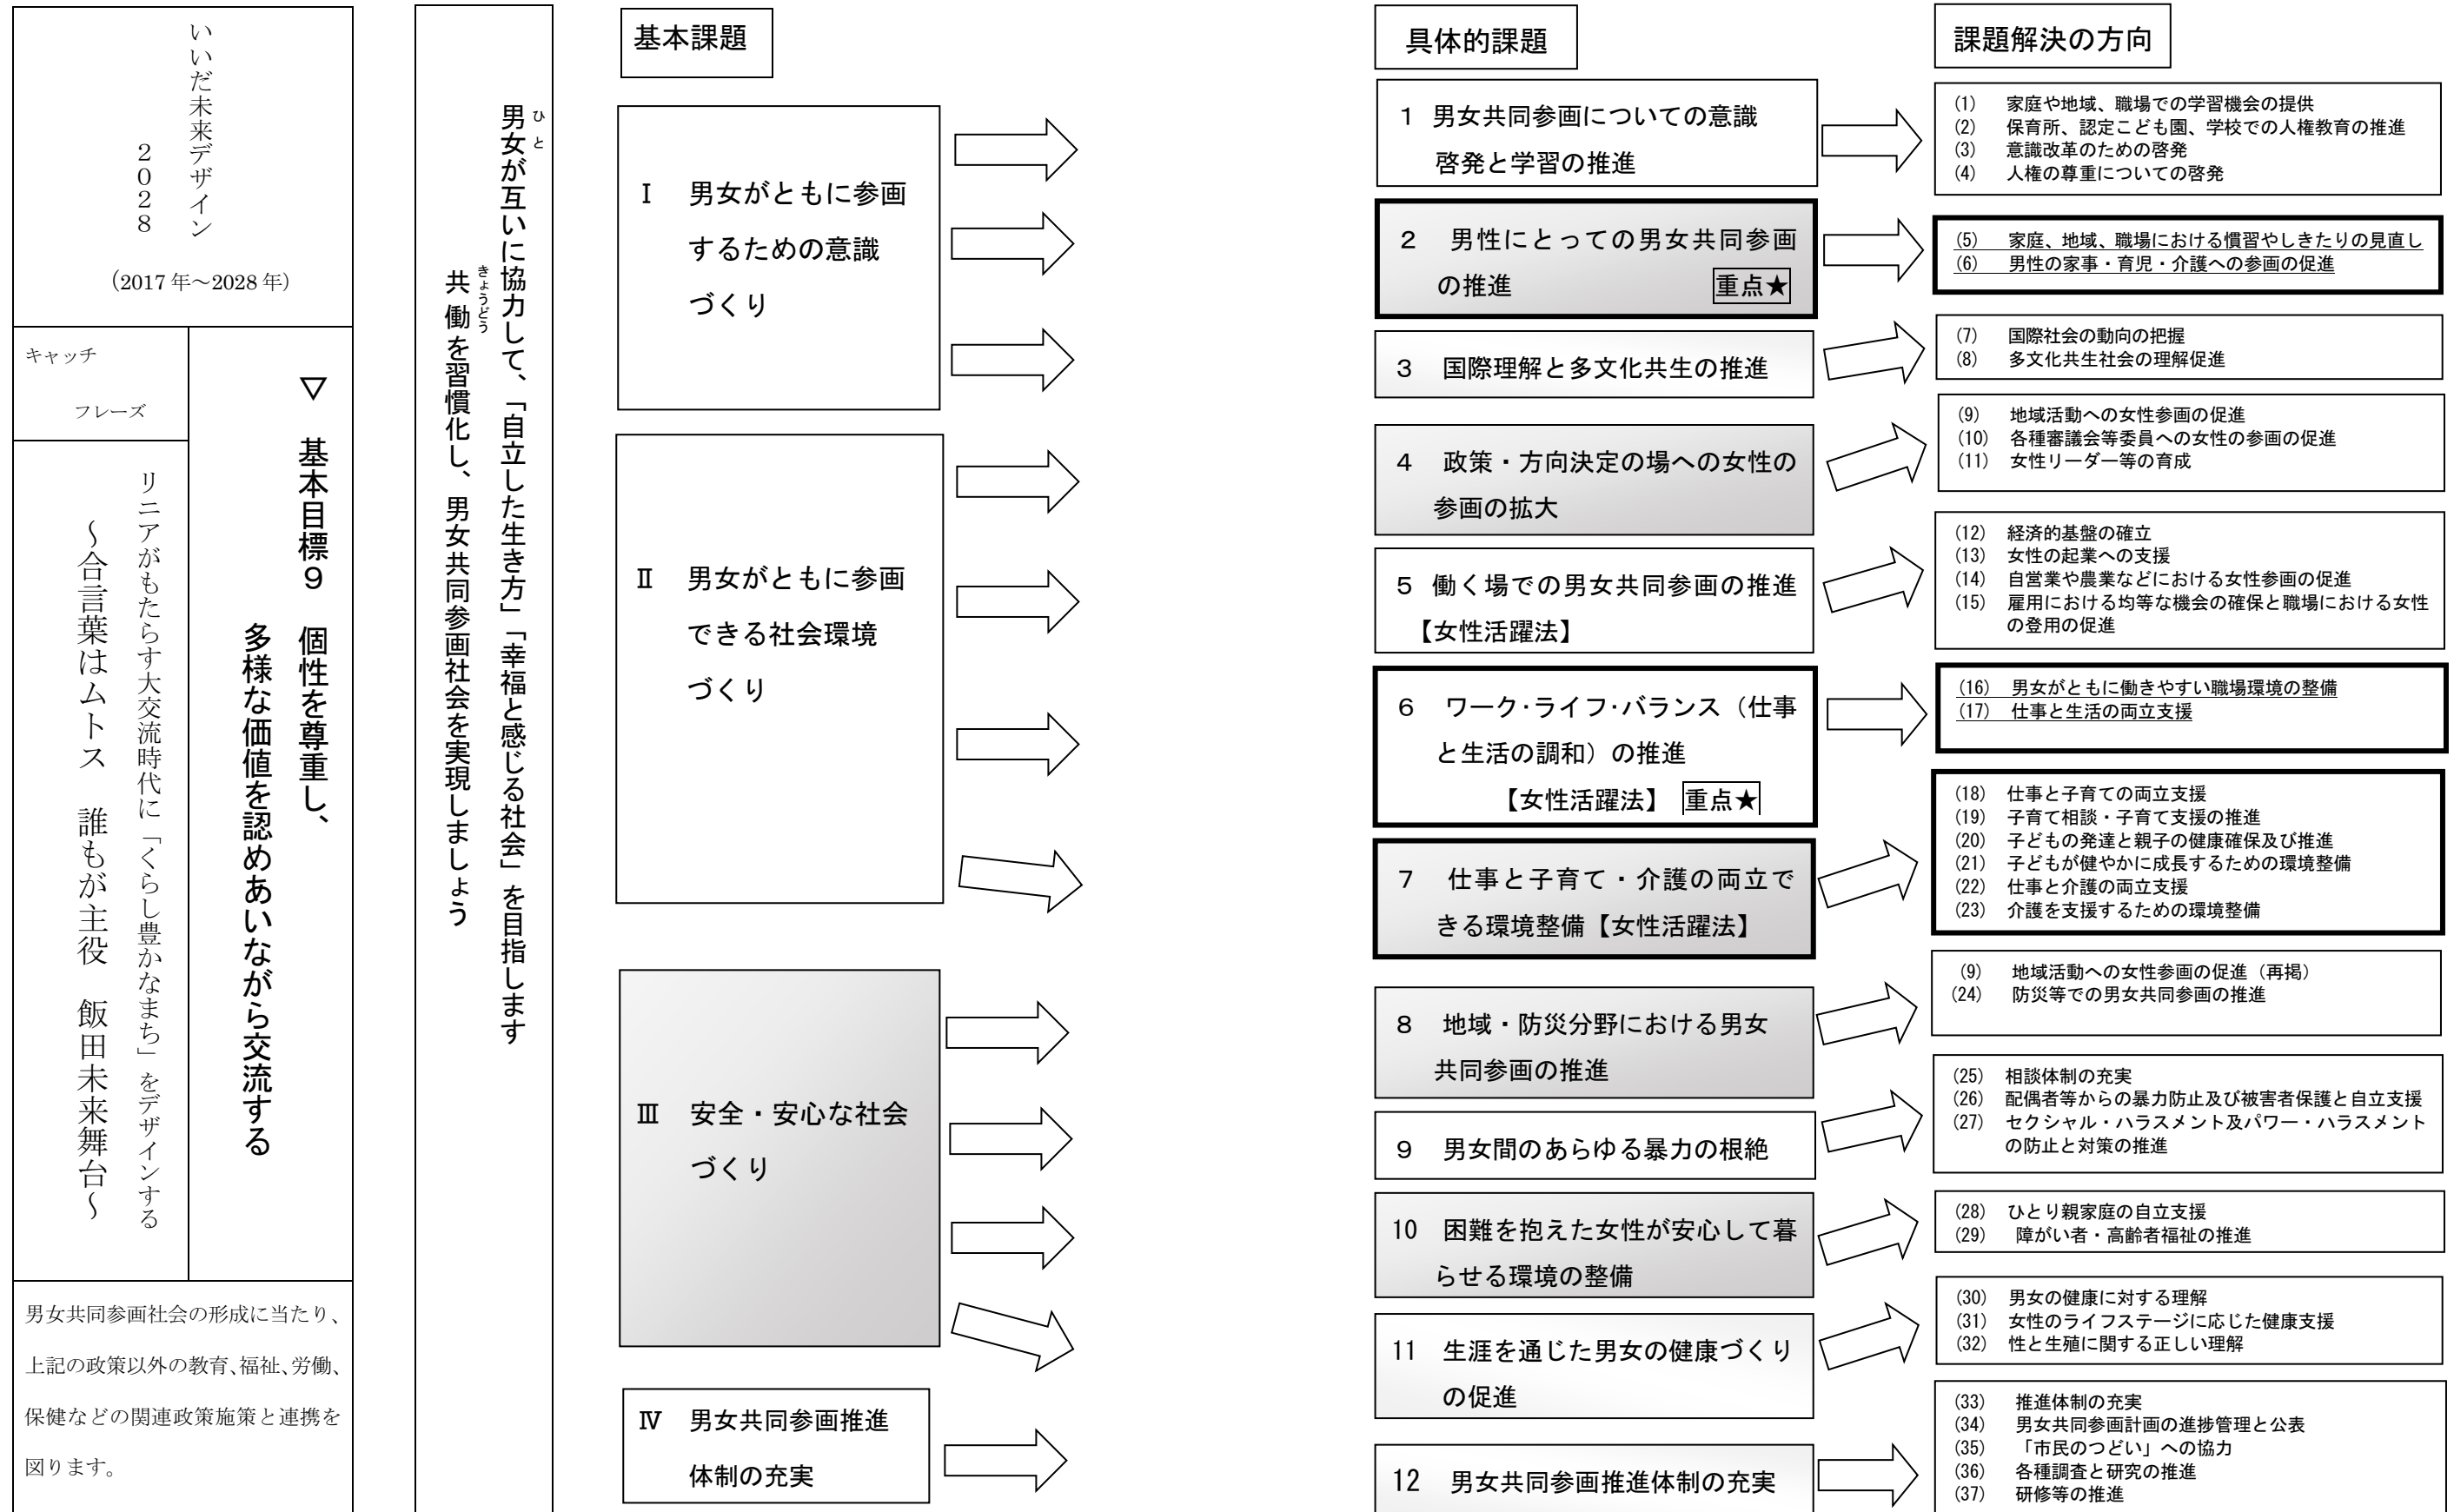 いいだ未来デザイン
2028
(2017年~2028年)
キャッチ
フレーズ
▽ 基本目標9 個性を尊重し、
多様な価値を認めあいながら交流する
リニアがもたらす大交流時代に「くらし豊かなまち」をデザインする
~合言葉はムトス 誰もが主役 飯田未来舞台~
男女共同参画社会の形成に当たり、
上記の政策以外の教育、福祉、労働、
保健などの関連政策施策と連携を
図ります。
ひと
男女が互いに協力して、「自立した生き方」「幸福と感じる社会」を目指します
きょうどう
共働を習慣化し、男女共同参画社会を実現しましょう
基本課題
Ⅰ 男女がともに参画
するための意識
づくり
Ⅱ 男女がともに参画
できる社会環境
づくり
Ⅲ 安全・安心な社会
づくり
Ⅳ 男女共同参画推進
体制の充実
具体的課題
1 男女共同参画についての意識
啓発と学習の推進
2 男性にとっての男女共同参画
の推進 重点★
3 国際理解と多文化共生の推進
4 政策・方向決定の場への女性の
参画の拡大
5 働く場での男女共同参画の推進
【女性活躍法】
6 ワーク・ライフ・バランス(仕事
と生活の調和)の推進
【女性活躍法】 重点★
7 仕事と子育て・介護の両立で
きる環境整備【女性活躍法】
8 地域・防災分野における男女
共同参画の推進
9 男女間のあらゆる暴力の根絶
10 困難を抱えた女性が安心して暮
らせる環境の整備
11 生涯を通じた男女の健康づくり
の促進
12 男女共同参画推進体制の充実
課題解決の方向
(1) 家庭や地域、職場での学習機会の提供
(2) 保育所、認定こども園、学校での人権教育の推進
(3) 意識改革のための啓発
(4) 人権の尊重についての啓発
(5) 家庭、地域、職場における慣習やしきたりの見直し
(6) 男性の家事・育児・介護への参画の促進
(7) 国際社会の動向の把握
(8) 多文化共生社会の理解促進
(9) 地域活動への女性参画の促進
(10) 各種審議会等委員への女性の参画の促進
(11) 女性リーダー等の育成
(12) 経済的基盤の確立
(13) 女性の起業への支援
(14) 自営業や農業などにおける女性参画の促進
(15) 雇用における均等な機会の確保と職場における女性
の登用の促進
(16) 男女がともに働きやすい職場環境の整備
(17) 仕事と生活の両立支援
(18) 仕事と子育ての両立支援
(19) 子育て相談・子育て支援の推進
(20) 子どもの発達と親子の健康確保及び推進
(21) 子どもが健やかに成長するための環境整備
(22) 仕事と介護の両立支援
(23) 介護を支援するための環境整備
(9) 地域活動への女性参画の促進(再掲)
(24) 防災等での男女共同参画の推進
(25) 相談体制の充実
(26) 配偶者等からの暴力防止及び被害者保護と自立支援
(27) セクシャル・ハラスメント及パワー・ハラスメント
の防止と対策の推進
(28) ひとり親家庭の自立支援
(29) 障がい者・高齢者福祉の推進
(30) 男女の健康に対する理解
(31) 女性のライフステージに応じた健康支援
(32) 性と生殖に関する正しい理解
(33) 推進体制の充実
(34) 男女共同参画計画の進捗管理と公表
(35) 「市民のつどい」への協力
(36) 各種調査と研究の推進
(37) 研修等の推進